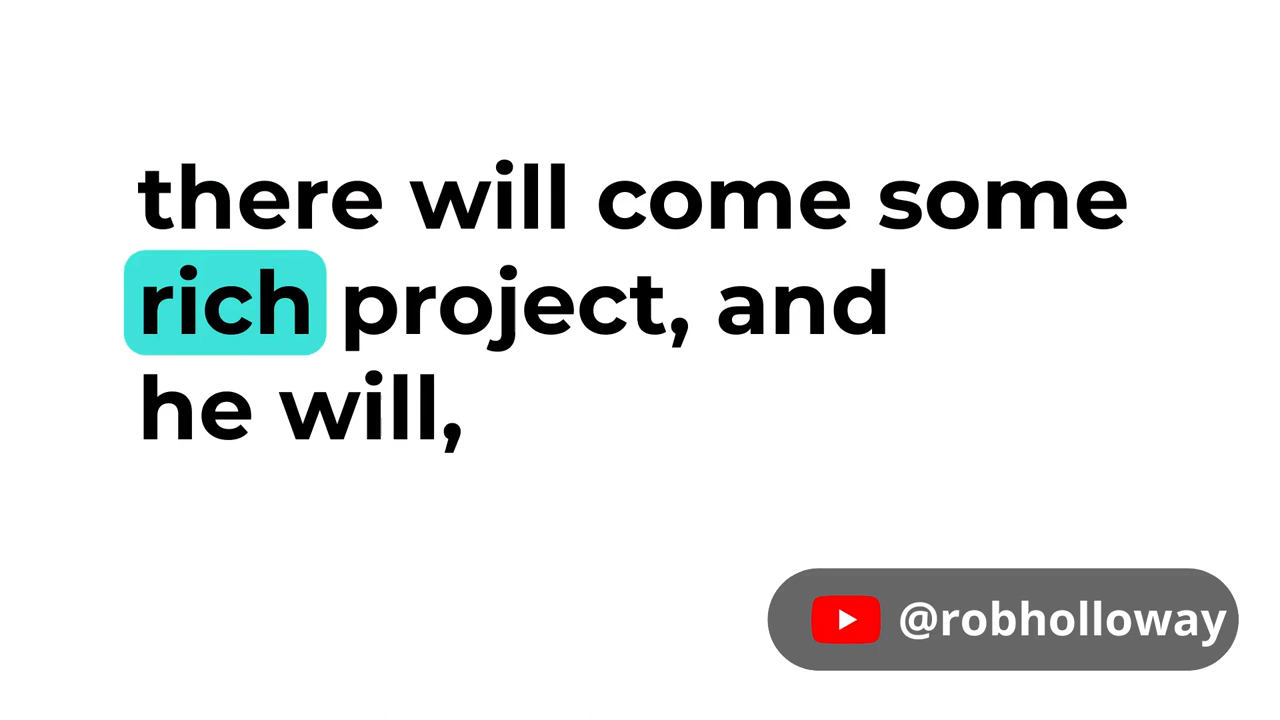 there will come some
rich project, and
he will,
@robholloway